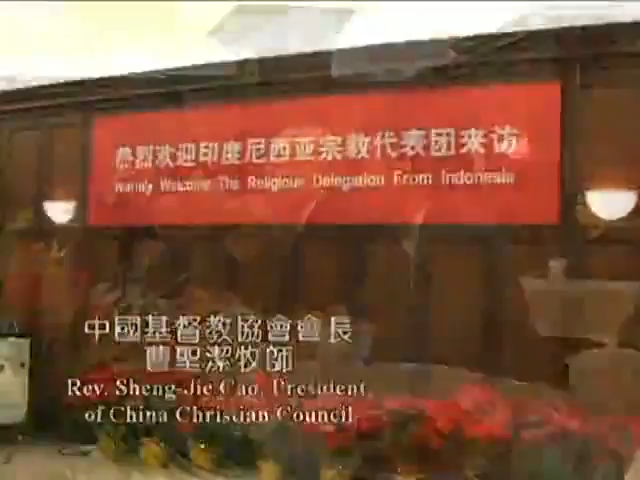 热烈欢迎印度尼西亚宗教代表团来访
Warmly Welcome The Religious Delegation From Indonesia
中國基督教協會會長
曹聖潔牧師
Rev. Sheng-Jie Cao, President
of China Christian Council